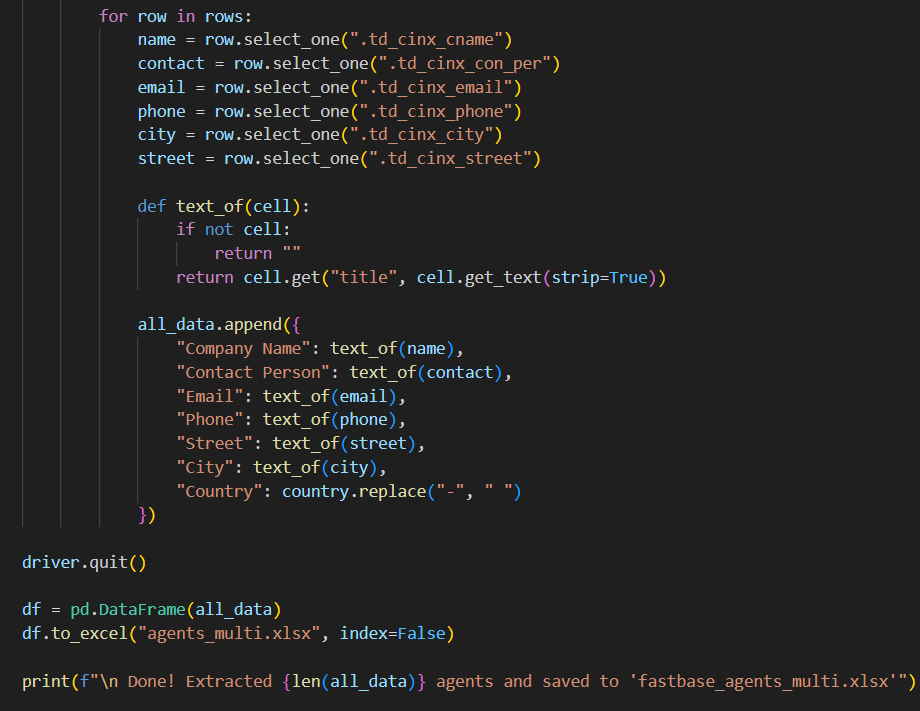 for row in rows:
name = row.select_one(".td_cinx_cname")
contact = row.select_one(".td_cinx_con_per")
email = row.select_one(".td_cinx_email")
phone = row.select_one(".td_cinx_phone")
city = row.select_one(".td_cinx_city")
street = row.select_one(".td_cinx_street")
def text_of(cell):
if not cell:
return ""
return cell.get("title", cell.get_text(strip=True))
all_data.append({
"Company Name": text_of(name),
"Contact Person": text_of(contact),
"Email": text_of(email),
"Phone": text_of(phone),
"Street": text_of(street),
"City": text_of(city),
"Country": country.replace("-", " ")
})
driver.quit()
df = pd.DataFrame(all_data)
df.to_excel("agents_multi.xlsx", index=False)
print(f"\n Done! Extracted {len(all_data)} agents and saved to 'fastbase_agents_multi.xlsx'")